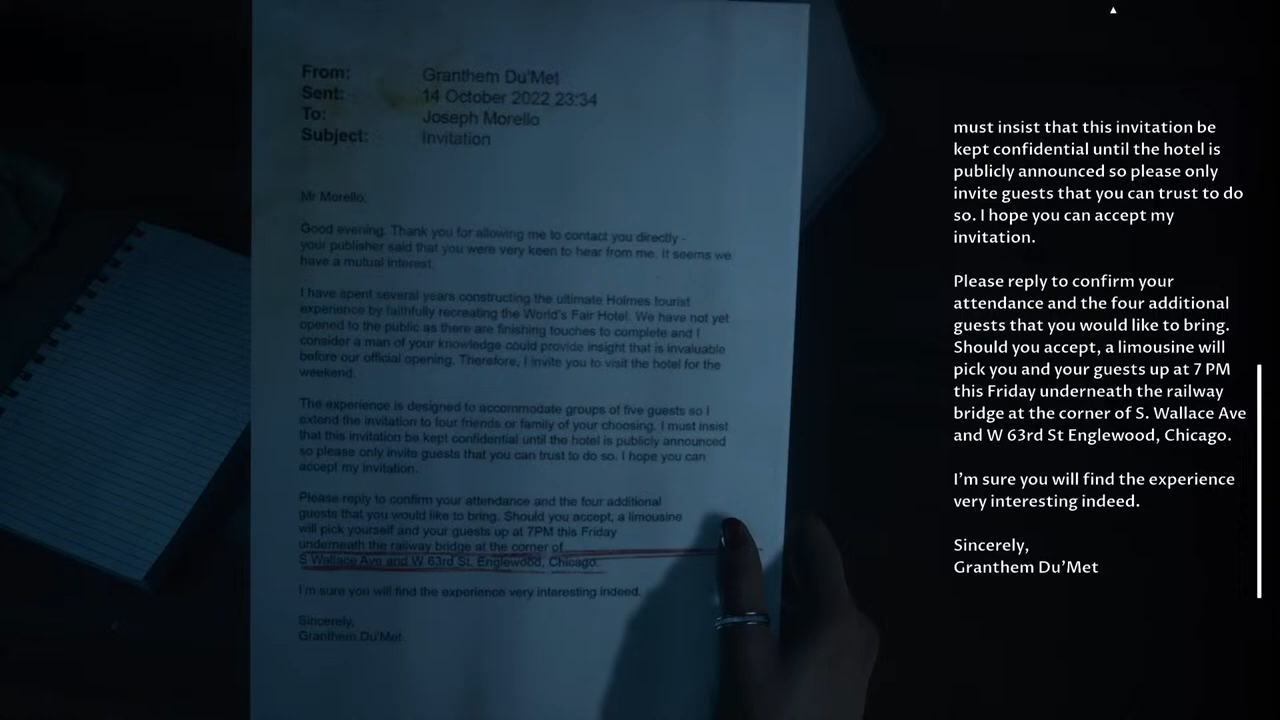 From: Granthem Du'Met
Sent: 14 October 2022 23:34
To: Joseph Morello
Subject: Invitation
Mr Morello,
Good evening. Thank you for allowing me to contact you directly -
your publisher said that you were very keen to hear from me. It seems we
have a mutual interest.
I have spent several years constructing the ultimate Holmes tourist
experience by faithfully recreating the World's Fair Hotel. We have not yet
opened to the public as there are finishing touches to complete and I
consider a man of your knowledge could provide insight that is invaluable
before our official opening. Therefore, I invite you to visit the hotel for the
weekend.
The experience is designed to accommodate groups of five guests so I
extend the invitation to four friends or family of your choosing. I must insist
that this invitation be kept confidential until the hotel is publicly announced
so please only invite guests that you can trust to do so. I hope you can
accept my invitation.
Please reply to confirm your attendance and the four additional
guests that you would like to bring. Should you accept, a limousine
will pick yourself and your guests up at 7PM this Friday
underneath the railway bridge at the corner of
S Wallace Ave and W 63rd St. Englewood, Chicago.
I'm sure you will find the experience very interesting indeed.
Sincerely,
Granthem Du'Met
must insist that this invitation be
kept confidential until the hotel is
publicly announced so please only
invite guests that you can trust to do
so. I hope you can accept my
invitation.
Please reply to confirm your
attendance and the four additional
guests that you would like to bring.
Should you accept, a limousine will
pick you and your guests up at 7 PM
this Friday underneath the railway
bridge at the corner of S. Wallace Ave
and W 63rd St Englewood, Chicago.
I'm sure you will find the experience
very interesting indeed.
Sincerely,
Granthem Du'Met